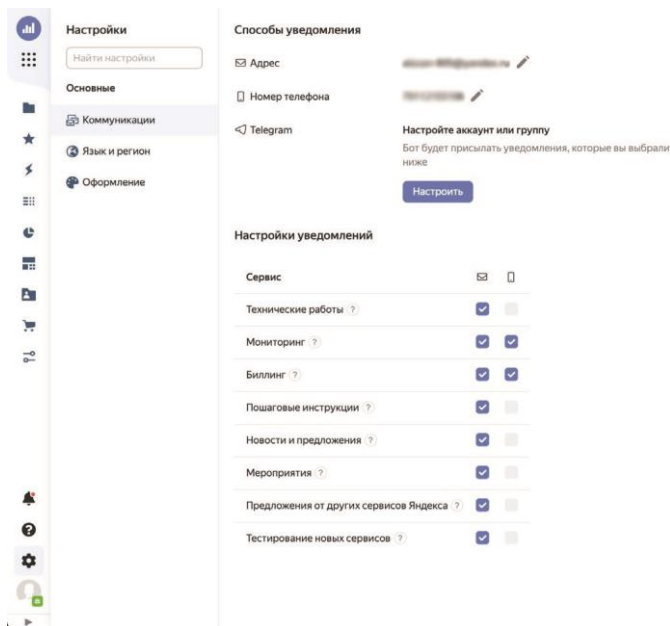 Настройки
Найти настройки
Основные
Коммуникации
Язык и регион
Оформление
Способы уведомления
Адрес
Номер телефона
Telegram
Настройте аккаунт или группу
Бот будет присылать уведомления, которые вы выбрали
ниже
Настроить
Настройки уведомлений
Сервис
Технические работы ?
Мониторинг ?
Биллинг ?
Пошаговые инструкции ?
Новости и предложения ?
Мероприятия ?
Предложения от других сервисов Яндекса ?
Тестирование новых сервисов ?